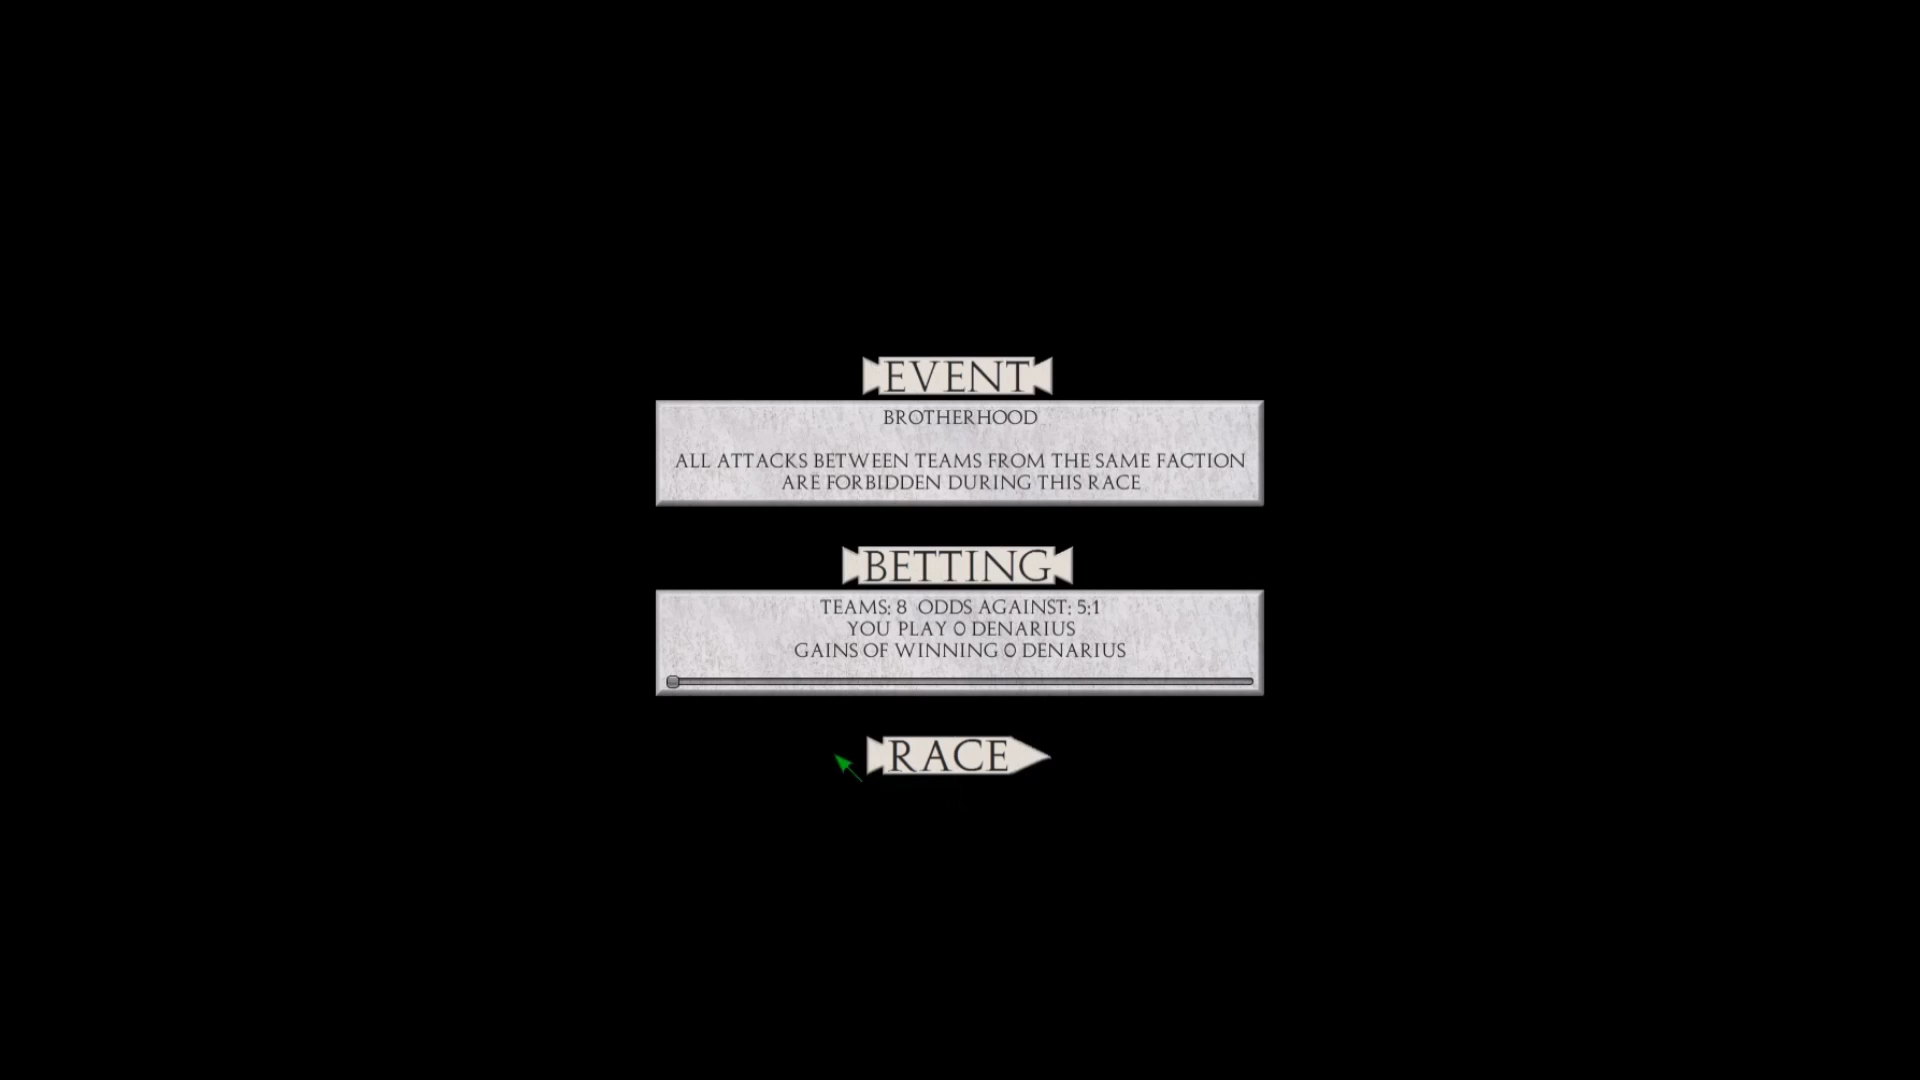 EVENT
BROTHERHOOD
ALL ATTACKS BETWEEN TEAMS FROM THE SAME FACTION
ARE FORBIDDEN DURING THIS RACE
BETTING
TEAMS: 8 ODDS AGAINST: 5:1
YOU PLAY 0 DENARIUS
GAINS OF WINNING 0 DENARIUS
RACE